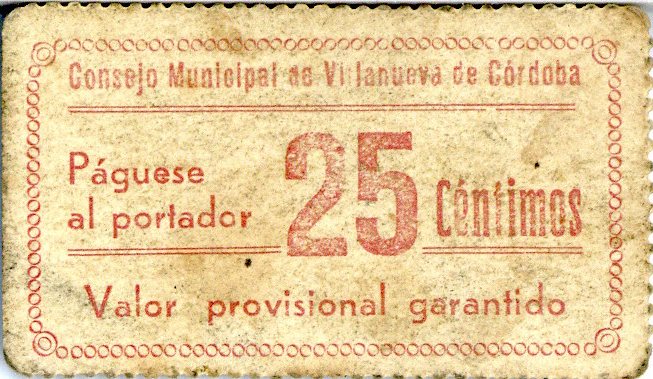 Consejo Municipal de Villanueva de Córdoba
Páguese
al portador
25
Céntimos
Valor provisional garantido